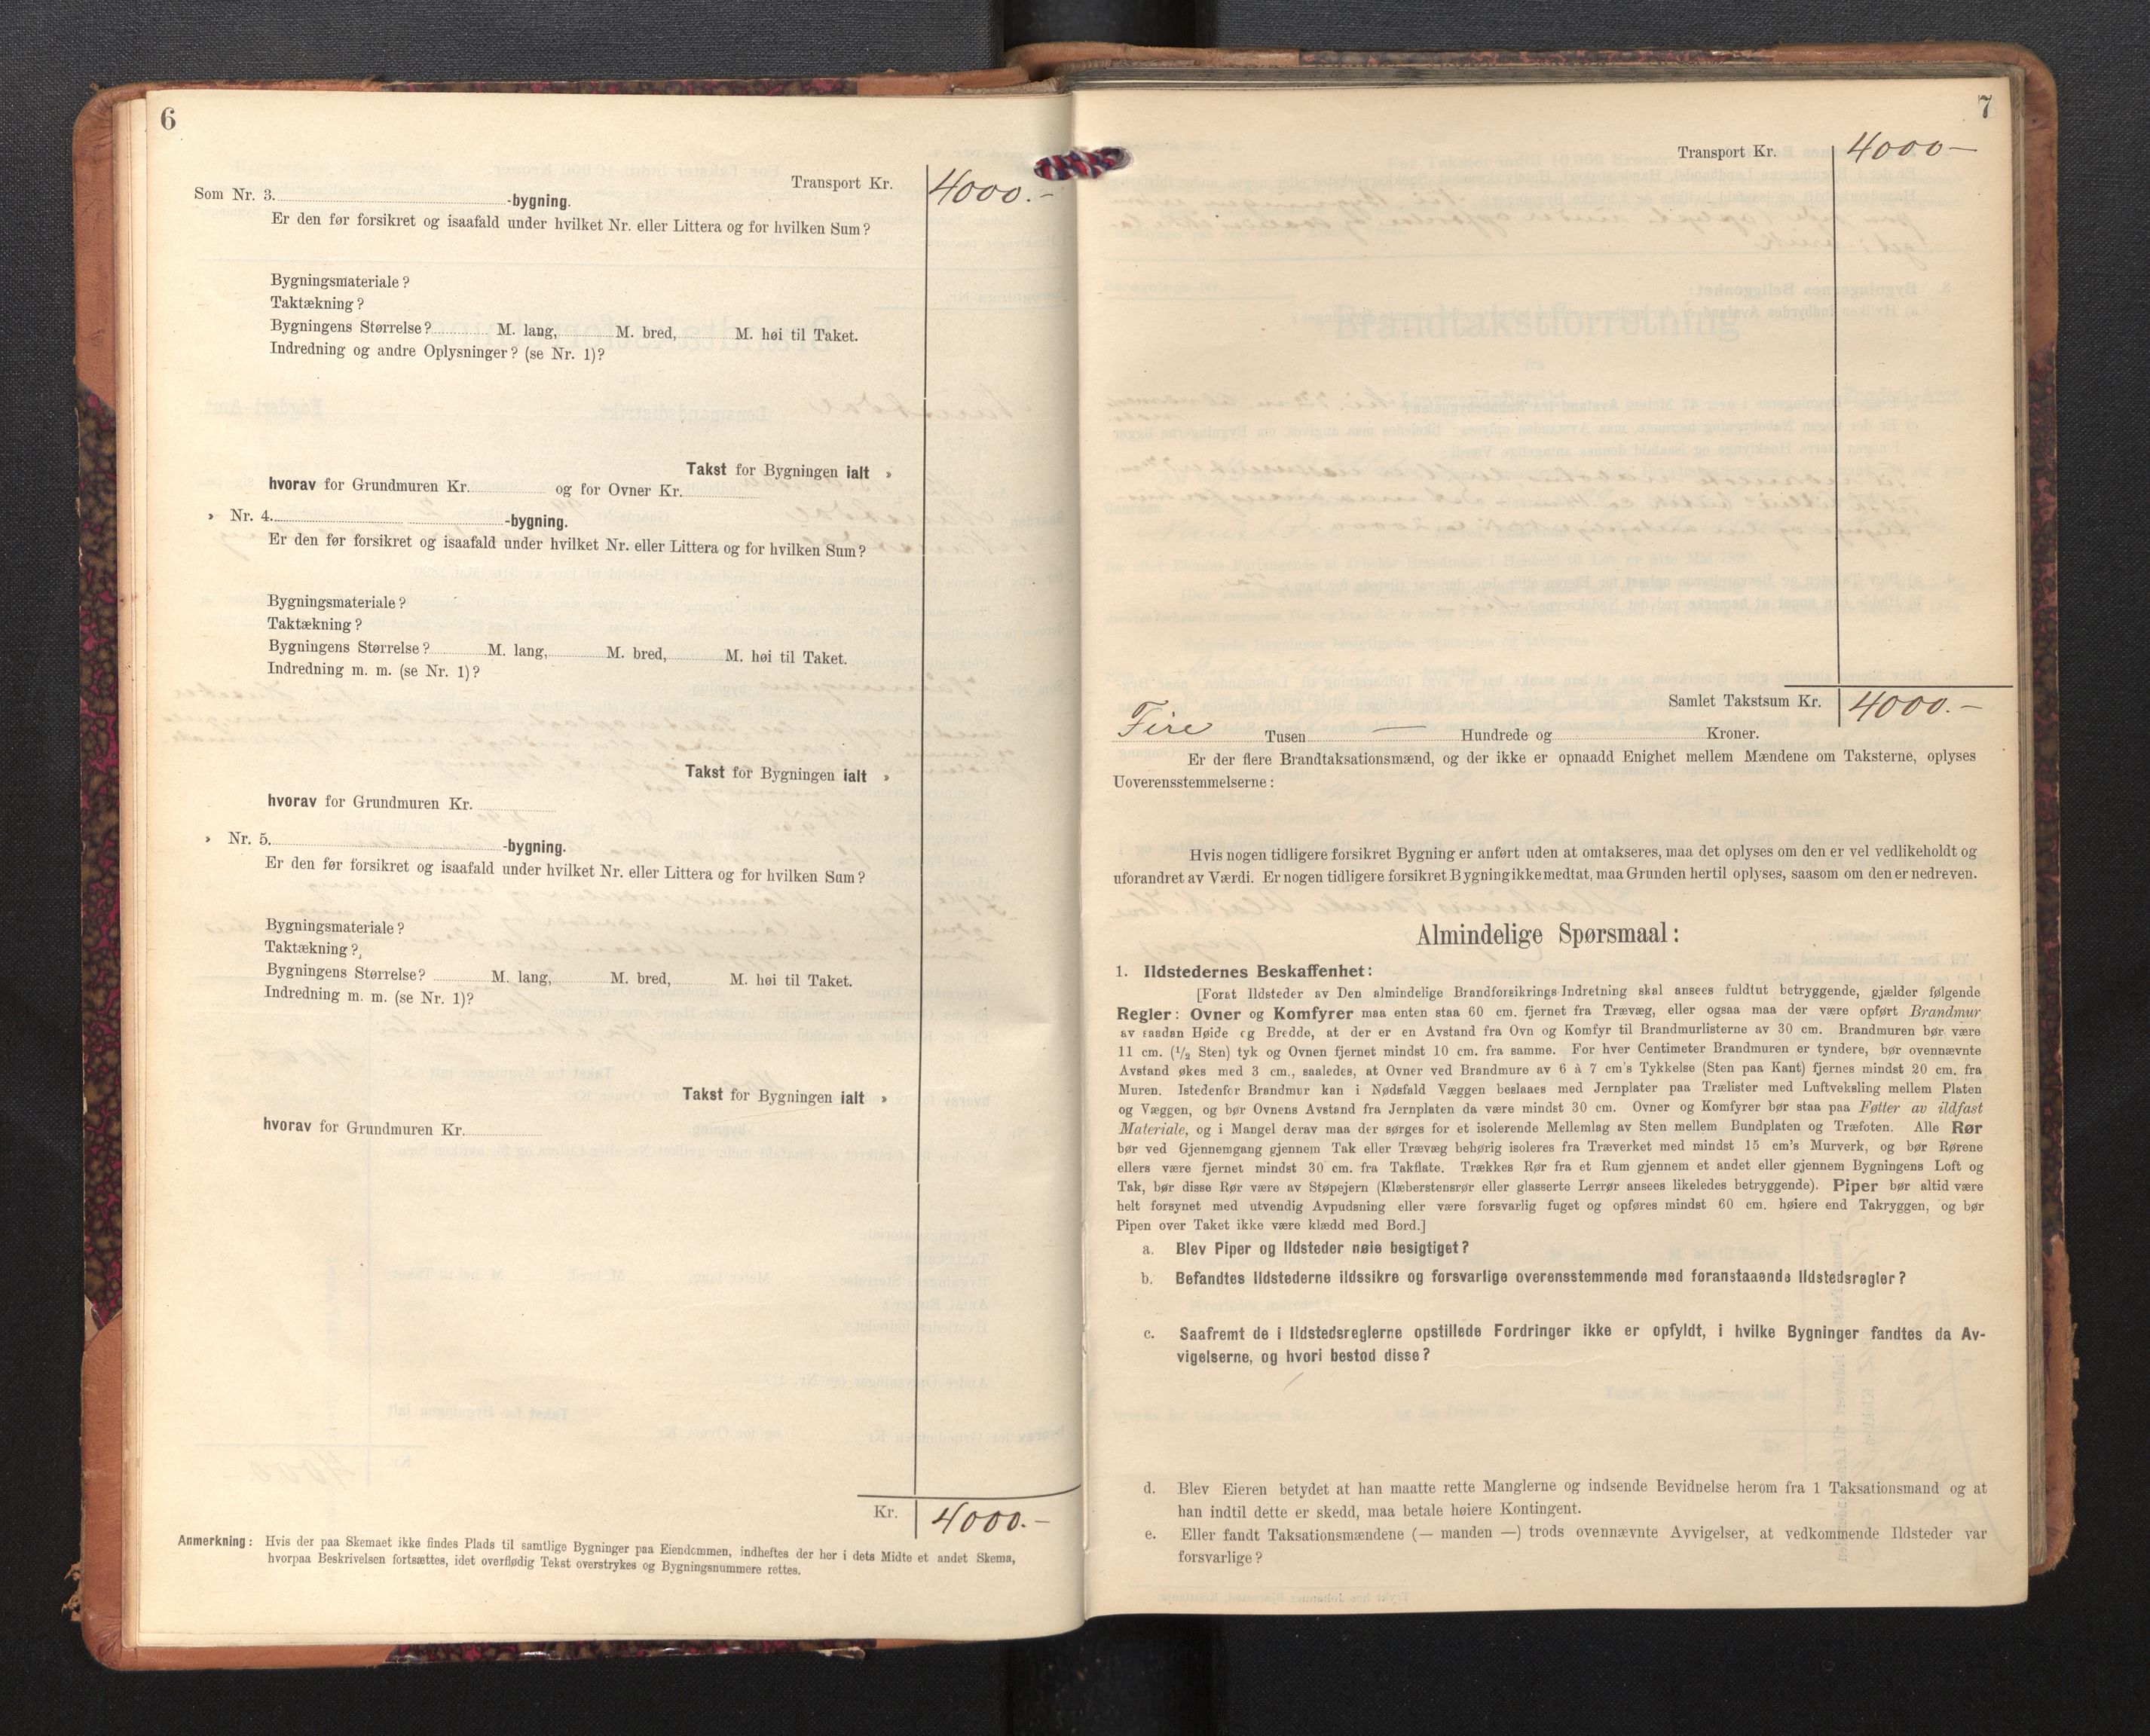 6
Transport Kr. 4000.-
Som Nr. 3. -bygning.
Er den før forsikret og isaafald under hvilket Nr. eller Littera og for hvilken Sum?
Bygningsmateriale?
Taktækning?
Bygningens Størrelse? M. lang, M. bred, M. høi til Taket.
Indredning og andre Oplysninger? (se Nr. 1)?
Takst for Bygningen ialt »
hvorav for Grundmuren Kr. og for Ovner Kr.
» Nr. 4. -bygning.
Er den før forsikret og isaafald under hvilket Nr. eller Littera og for hvilken Sum?
Bygningsmateriale?
Taktækning?
Bygningens Størrelse? M. lang, M. bred, M. høi til Taket.
Indredning m. m. (se Nr. 1)?
Takst for Bygningen ialt »
hvorav for Grundmuren Kr.
» Nr. 5. -bygning.
Er den før forsikret og isaafald under hvilket Nr. eller Littera og for hvilken Sum?
Bygningsmateriale?
Taktækning?
Bygningens Størrelse? M. lang, M. bred, M. høi til Taket.
Indredning m. m. (se Nr. 1)?
Takst for Bygningen ialt »
hvorav for Grundmuren Kr.
Kr. 4000.-
Anmerkning: Hvis der paa Skemaet ikke findes Plads til samtlige Bygninger paa Eiendommen, indheftes der her i dets Midte et andet Skema,
hvorpaa Beskrivelsen fortsættes, idet overflødig Tekst overstrykes og Bygningsnummere rettes.
7
Transport Kr. 4000-
Samlet Takstsum Kr. 4000.-
Fire Tusen — Hundrede og Kroner.
Er der flere Brandtaksationsmænd, og der ikke er opnaadd Enighet mellem Mændene om Taksterne, oplyses
Uoverensstemmelserne:
Hvis nogen tidligere forsikret Bygning er anført uden at omtakseres, maa det oplyses om den er vel vedlikeholdt og
uforandret av Værdi. Er nogen tidligere forsikret Bygning ikke medtat, maa Grunden hertil oplyses, saasom om den er nedreven.
Almindelige Spørsmaal:
1. Ildstedernes Beskaffenhet:
[Forat Ildsteder av Den almindelige Brandforsikrings-Indretning skal ansees fuldtut betryggende, gjælder følgende
Regler: Ovner og Komfyrer maa enten staa 60 cm. fjernet fra Trævæg, eller ogsaa maa der være opført Brandmur
av saadan Høide og Bredde, at der er en Avstand fra Ovn og Komfyr til Brandmurlisterne av 30 cm. Brandmuren bør være
11 cm. (1/2 Sten) tyk og Ovnen fjernet mindst 10 cm. fra samme. For hver Centimeter Brandmuren er tyndere, bør ovennævnte
Avstand økes med 3 cm., saaledes, at Ovner ved Brandmure av 6 à 7 cm's Tykkelse (Sten paa Kant) fjernes mindst 20 cm. fra
Muren. Istedenfor Brandmur kan i Nødsfald Væggen beslaaes med Jernplater paa Trælister med Luftveksling mellem Platen
og Væggen, og bør Ovnens Avstand fra Jernplaten da være mindst 30 cm. Ovner og Komfyrer bør staa paa Føtter av ildfast
Materiale, og i Mangel derav maa der sørges for et isolerende Mellemlag av Sten mellem Bundplaten og Træfoten. Alle Rør
bør ved Gjennemgang gjennem Tak eller Trævæg behørig isoleres fra Træverket med mindst 15 cm's Murverk, og bør Rørene
ellers være fjernet mindst 30 cm. fra Takflate. Trækkes Rør fra et Rum gjennem et andet eller gjennem Bygningens Loft og
Tak, bør disse Rør være av Støpejern (Klæberstensrør eller glasserte Lerrør ansees likeledes betryggende). Piper bør altid være
helt forsynet med utvendig Avpudsning eller være forsvarlig fuget og opføres mindst 60 cm. høiere end Takryggen, og bør
Pipen over Taket ikke være klædd med Bord.]
a. Blev Piper og Ildsteder nøie besigtiget?
b. Befandtes Ildstederne ildssikre og forsvarlige overensstemmende med foranstaaende Ildstedsregler?
c. Saafremt de i Ildstedsreglerne opstillede Fordringer ikke er opfyldt, i hvilke Bygninger fandtes da Av-
vigelserne, og hvori bestod disse?
d. Blev Eieren betydet at han maatte rette Manglerne og indsende Bevidnelse herom fra 1 Taksationsmand og at
han indtil dette er skedd, maa betale høiere Kontingent.
e. Eller fandt Taksationsmændene (— manden —) trods ovennævnte Avvigelser, at vedkommende Ildsteder var
forsvarlige?